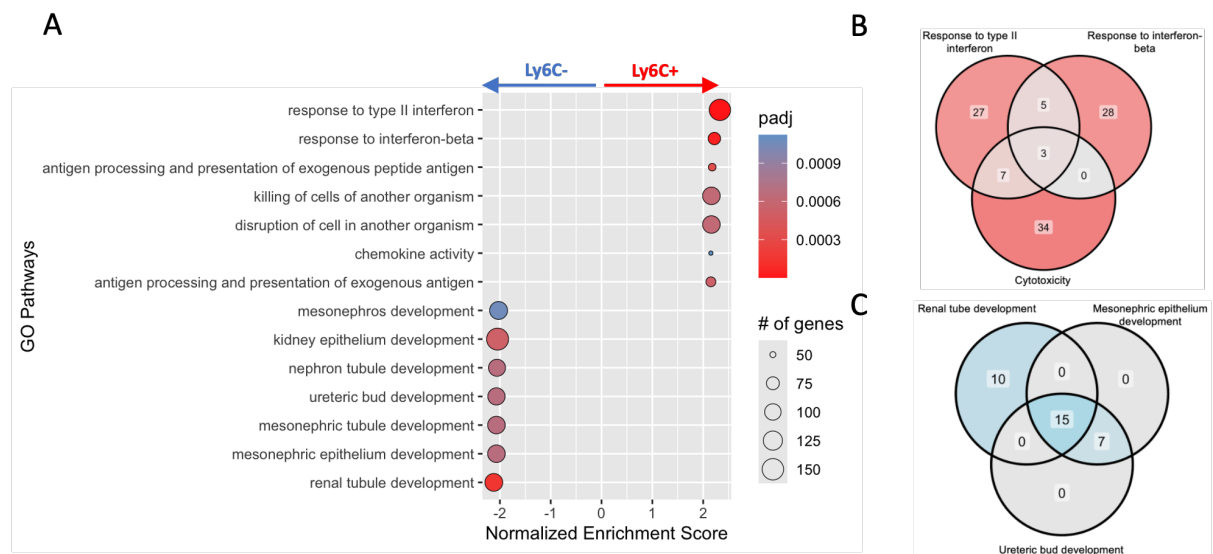 A
Ly6C-
Ly6C+
GO Pathways
response to type II interferon
response to interferon-beta
antigen processing and presentation of exogenous peptide antigen
killing of cells of another organism
disruption of cell in another organism
chemokine activity
antigen processing and presentation of exogenous antigen
mesonephros development
kidney epithelium development
nephron tubule development
ureteric bud development
mesonephric tubule development
mesonephric epithelium development
renal tubule development
-2
-1
0
1
2
Normalized Enrichment Score
padj
0.0009
0.0006
0.0003
# of genes
50
75
100
125
150
B
Response to type II
interferon
Response to interferon-
beta
27
5
28
3
7
0
34
Cytotoxicity
C
Renal tube development
Mesonephric epithelium
development
10
0
0
15
0
7
0
Ureteric bud development